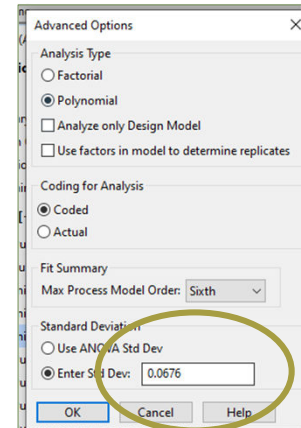 Advanced Options
Analysis Type
Factorial
Polynomial
Analyze only Design Model
Use factors in model to determine replicates
Coding for Analysis
Coded
Actual
Fit Summary
Max Process Model Order: Sixth
Standard Deviation
Use ANOVA Std Dev
Enter Std Dev: 0.0676
OK Cancel Help